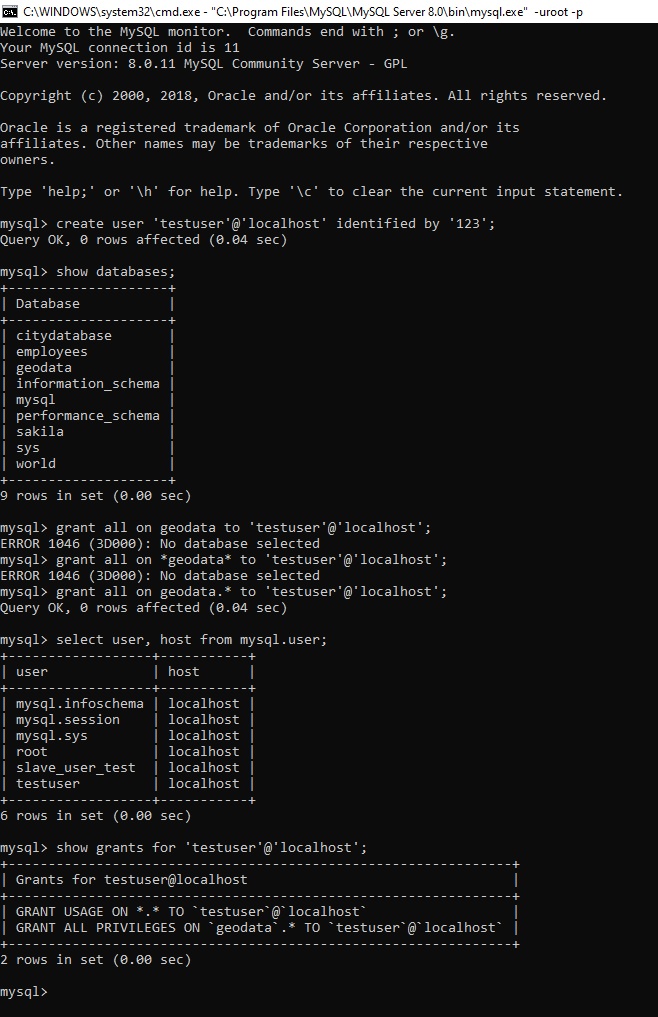 C:\WINDOWS\system32\cmd.exe - "C:\Program Files\MySQL\MySQL Server 8.0\bin\mysql.exe"  -uroot -p
Welcome to the MySQL monitor.  Commands end with ; or \g.
Your MySQL connection id is 11
Server version: 8.0.11 MySQL Community Server - GPL

Copyright (c) 2000, 2018, Oracle and/or its affiliates. All rights reserved.

Oracle is a registered trademark of Oracle Corporation and/or its
affiliates. Other names may be trademarks of their respective
owners.

Type 'help;' or '\h' for help. Type '\c' to clear the current input statement.

mysql> create user 'testuser'@'localhost' identified by '123';
Query OK, 0 rows affected (0.04 sec)

mysql> show databases;
+--------------------+
| Database           |
+--------------------+
| citydatabase       |
| employees          |
| geodata            |
| information_schema |
| mysql              |
| performance_schema |
| sakila             |
| sys                |
| world              |
+--------------------+
9 rows in set (0.00 sec)

mysql> grant all on geodata to 'testuser'@'localhost';
ERROR 1046 (3D000): No database selected
mysql> grant all on *geodata* to 'testuser'@'localhost';
ERROR 1046 (3D000): No database selected
mysql> grant all on geodata.* to 'testuser'@'localhost';
Query OK, 0 rows affected (0.04 sec)

mysql> select user, host from mysql.user;
+------------------+-----------+
| user             | host      |
+------------------+-----------+
| mysql.infoschema | localhost |
| mysql.session    | localhost |
| mysql.sys        | localhost |
| root             | localhost |
| slave_user_test  | localhost |
| testuser         | localhost |
+------------------+-----------+
6 rows in set (0.00 sec)

mysql> show grants for 'testuser'@'localhost';
+---------------------------------------------------------------+
| Grants for testuser@localhost                                 |
+---------------------------------------------------------------+
| GRANT USAGE ON *.* TO `testuser`@`localhost`                  |
| GRANT ALL PRIVILEGES ON `geodata`.* TO `testuser`@`localhost` |
+---------------------------------------------------------------+
2 rows in set (0.00 sec)

mysql>